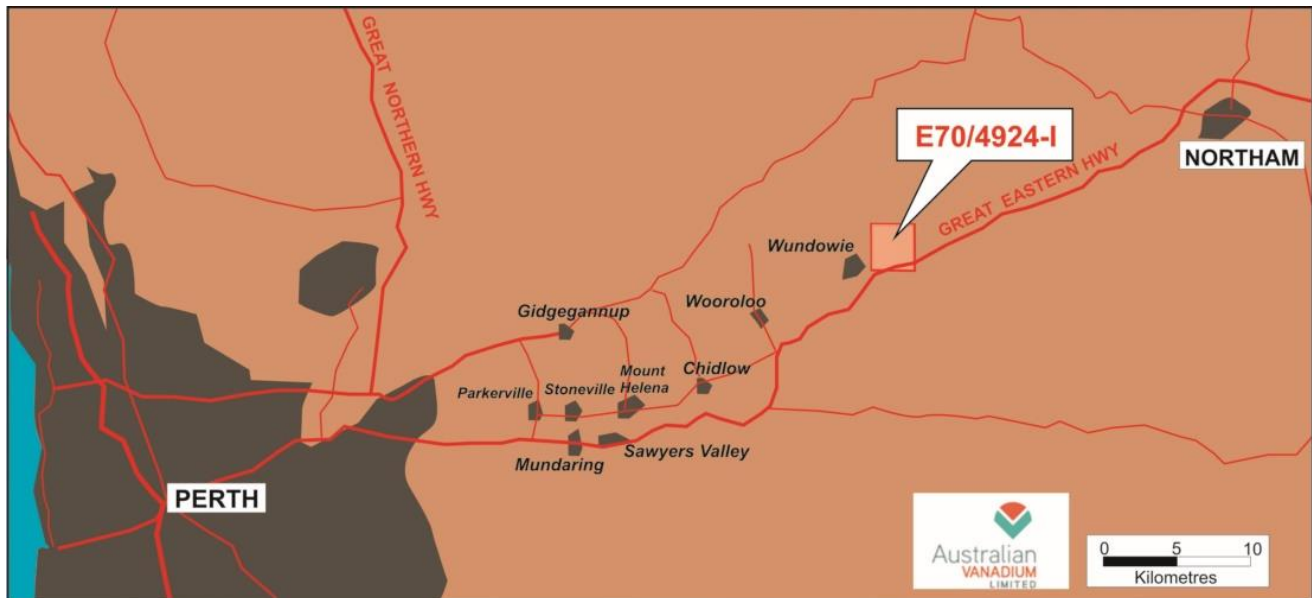 GREAT NORTHERN HWY
E70/4924-I
NORTHAM
GREAT EASTERN HWY
Wundowie
Wooroloo
Gidgegannup
Chidlow
Mount
Helena
Stoneville
Parkerville
Sawyers Valley
Mundaring
PERTH
Australian
VANADIUM
LIMITED
0 5 10
Kilometres